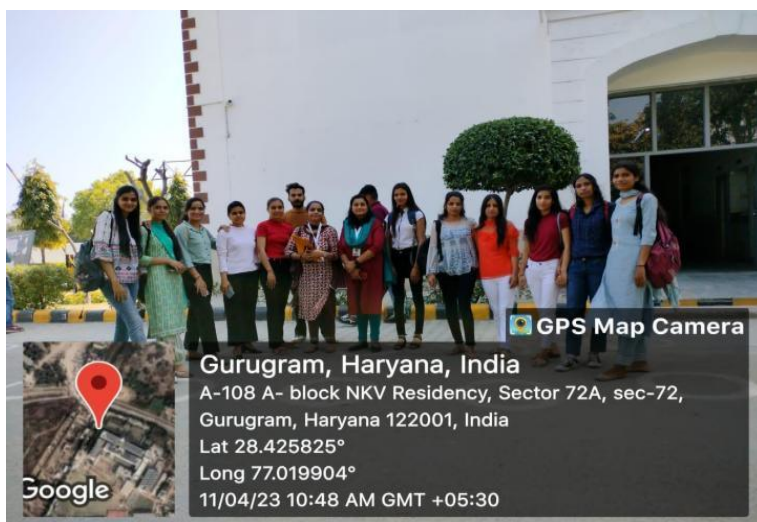 GPS Map Camera
Gurugram, Haryana, India
A-108 A- block NKV Residency, Sector 72A, sec-72,
Gurugram, Haryana 122001, India
Lat 28.425825°
Long 77.019904°
11/04/23 10:48 AM GMT +05:30
Google